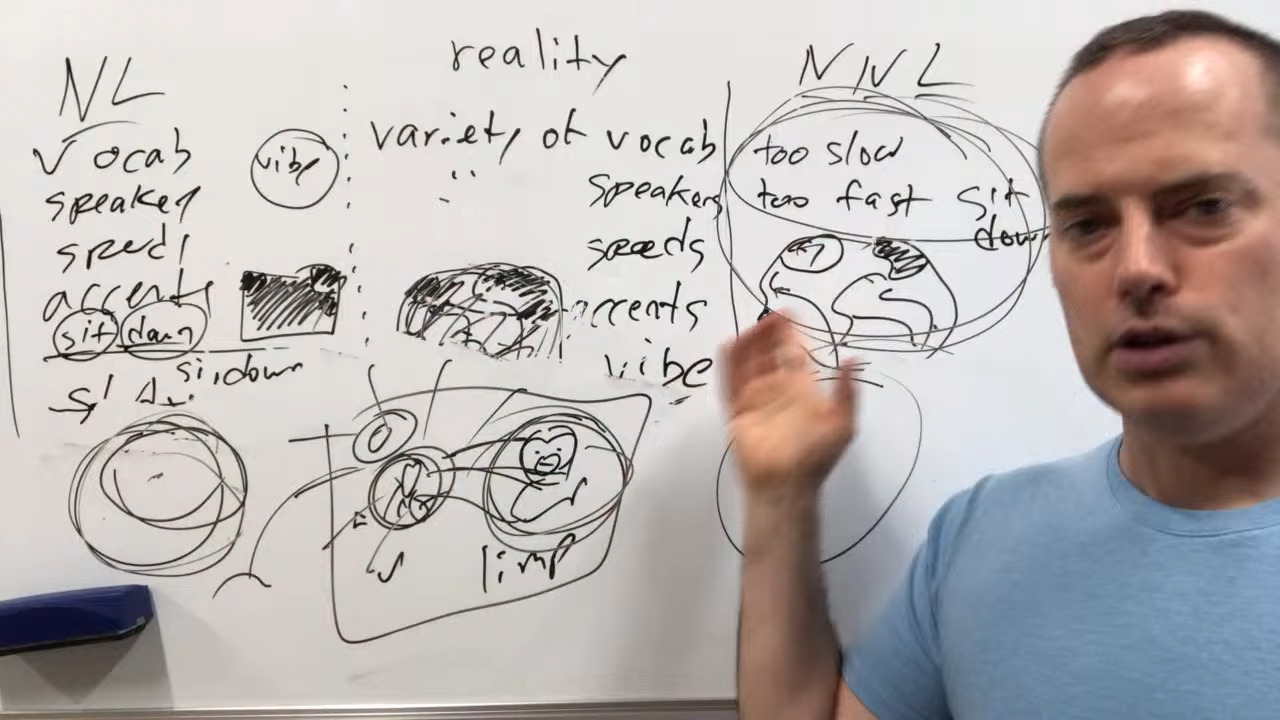 NL
vocab
vibe
speaker
speed
accents
sit down
sidown
reality
variety of vocab
"
speakers
speeds
accents
vibe
limp
NNL
too slow
too fast
sit
down